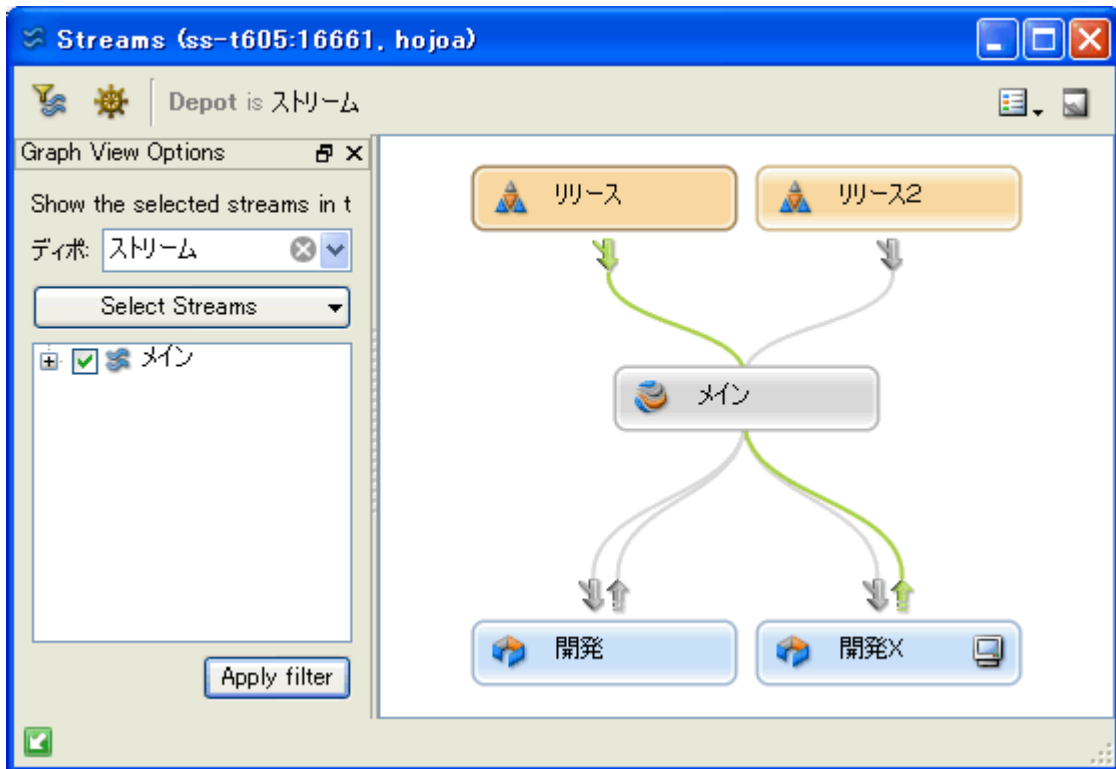 Streams (ss-t605:16661, hojoa)
Depot is ストリーム
Graph View Options
Show the selected streams in t
ディポ: ストリーム
Select Streams
メイン
Apply filter
リリース
リリース2
メイン
開発
開発X